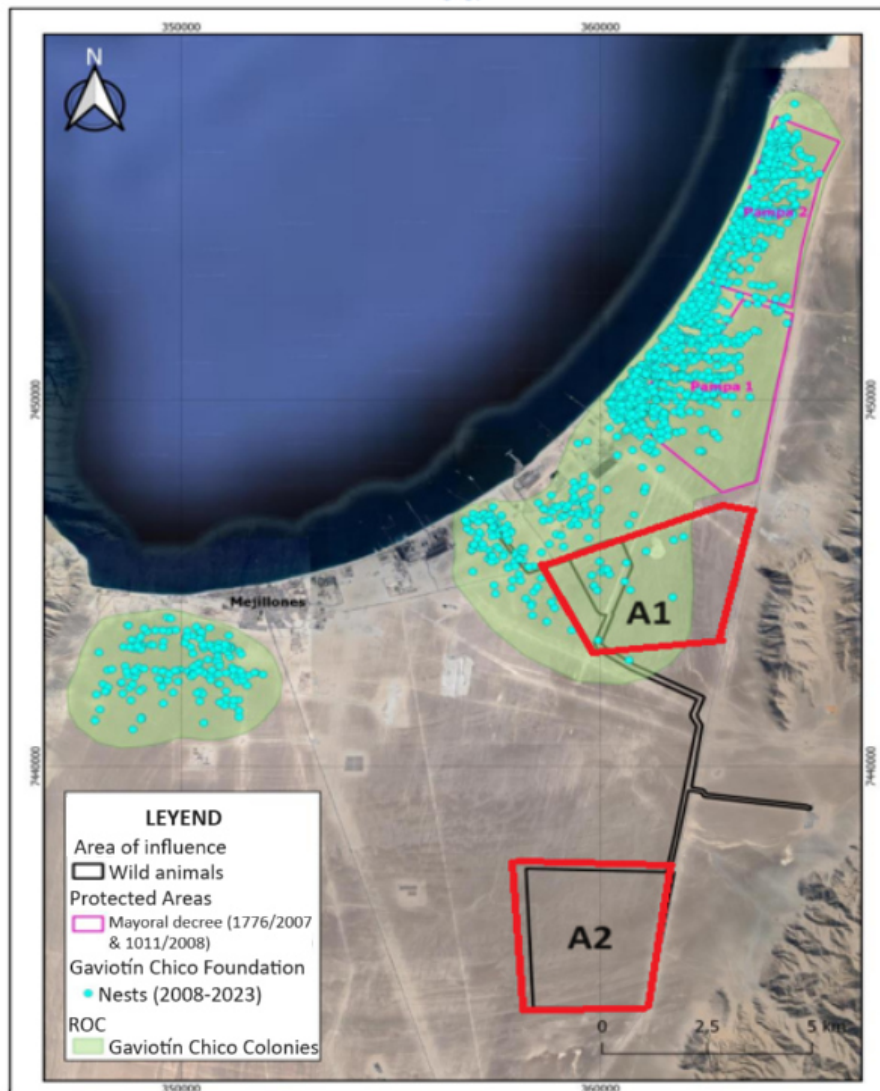 350000
360000
N
Pampa 2
7450000
7450000
Pampa 1
Mejillones
A1
7440000
7440000
LEYEND
Area of influence
Wild animals
Protected Areas
Mayoral decree (1776/2007
& 1011/2008)
Gaviotín Chico Foundation
Nests (2008-2023)
ROC
Gaviotín Chico Colonies
A2
0 2.5 5 km
350000
360000